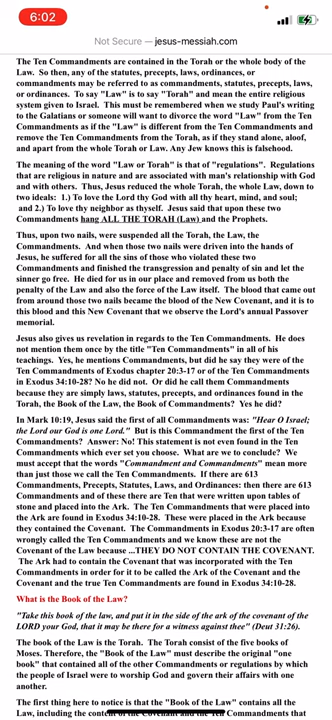 6:02
Not Secure — jesus-messiah.com
The Ten Commandments are contained in the Torah or the whole body of the
Law.  So then, any of the statutes, precepts, laws, ordinances, or
commandments may be referred to as commandments, statutes, precepts, laws,
or ordinances.  To say "Law" is to say "Torah" and mean the entire religious
system given to Israel.  This must be remembered when we study Paul's writing
to the Galatians or someone will want to divorce the word "Law" from the
Ten Commandments as if the "Law" is different from the Ten Commandments and
remove the Ten Commandments from the Torah, as if they stand alone, aloof,
and apart from the whole Torah or Law. Any Jew knows this is falsehood.
The meaning of the word "Law or Torah" is that of "regulations".  Regulations
that are religious in nature and are associated with man's relationship with God
and with others.  Thus, Jesus reduced the whole Torah, the whole Law, down to
two ideals:  1.) To love the Lord thy God with all thy heart, mind, and soul;
and 2.) To love thy neighbor as thyself.  Jesus said that upon these two
Commandments hang ALL THE TORAH (Law) and the Prophets.
Thus, upon two nails, were suspended all the Torah, the Law, the
Commandments.  And when those two nails were driven into the hands of
Jesus, he suffered for all the sins of those who violated these two
Commandments and finished the transgression and penalty of sin and let the
sinner go free.  He died for us in our place and removed from us both the
penalty of the Law and also the force of the Law itself.  The blood that came
from around those two nails became the blood of the New Covenant, and it is to
this blood and this New Covenant that we observe the Lord's annual Passover
memorial.
Jesus also gives us revelation in regards to the Ten Commandments.  He does
not mention them once by the title "Ten Commandments" in all of his
teachings.  Yes, he mentions Commandments, but did he say they were of the
Ten Commandments of Exodus chapter 20:3-17 or of the Ten Commandments
in Exodus 34:10-28? No he did not.  Or did he call them Commandments
because they are simply laws, statutes, precepts, and ordinances found in the
Torah, the Book of the Law, the Book of Commandments?  Yes he did?
In Mark 10:19, Jesus said the first of all Commandments was: "Hear O Israel;
the Lord our God is one Lord."  But is this Commandment the first of the Ten
Commandments?  Answer: No! This statement is not even found in the Ten
Commandments which ever set you choose.  What are we to conclude?  We
must accept that the words "Commandment and Commandments" mean more
than just those we call the Ten Commandments.  If there are 613
Commandments, Precepts, Statutes, Laws, and Ordinances: then there are 613
Commandments and of these there are Ten that were written upon tables of
stone and placed into the Ark.  The Ten Commandments that were placed into
the Ark are found in Exodus 34:10-28.  These were placed in the Ark because
they contained the Covenant.  The Commandments in Exodus 20:3-17 are often
wrongly called the Ten Commandments and we know these are not the
Covenant of the Law because ...THEY DO NOT CONTAIN THE COVENANT.
The Ark had to contain the Covenant that was incorporated with the Ten
Commandments in order for it to be called the Ark of the Covenant and the
Covenant and the true Ten Commandments are found in Exodus 34:10-28.
What is the Book of the Law?
"Take this book of the law, and put it in the side of the ark of the covenant of the
LORD your God, that it may be there for a witness against thee" (Deut 31:26).
The book of the Law is the Torah.  The Torah consist of the five books of
Moses. Therefore, the "Book of the Law" must describe the original "one
book" that contained all of the other Commandments or regulations by which
the people of Israel were to worship God and govern their affairs with one
another.
The first thing here to notice is that the "Book of the Law" contains all the
Law, including the content of the Covenant and the Ten Commandments that